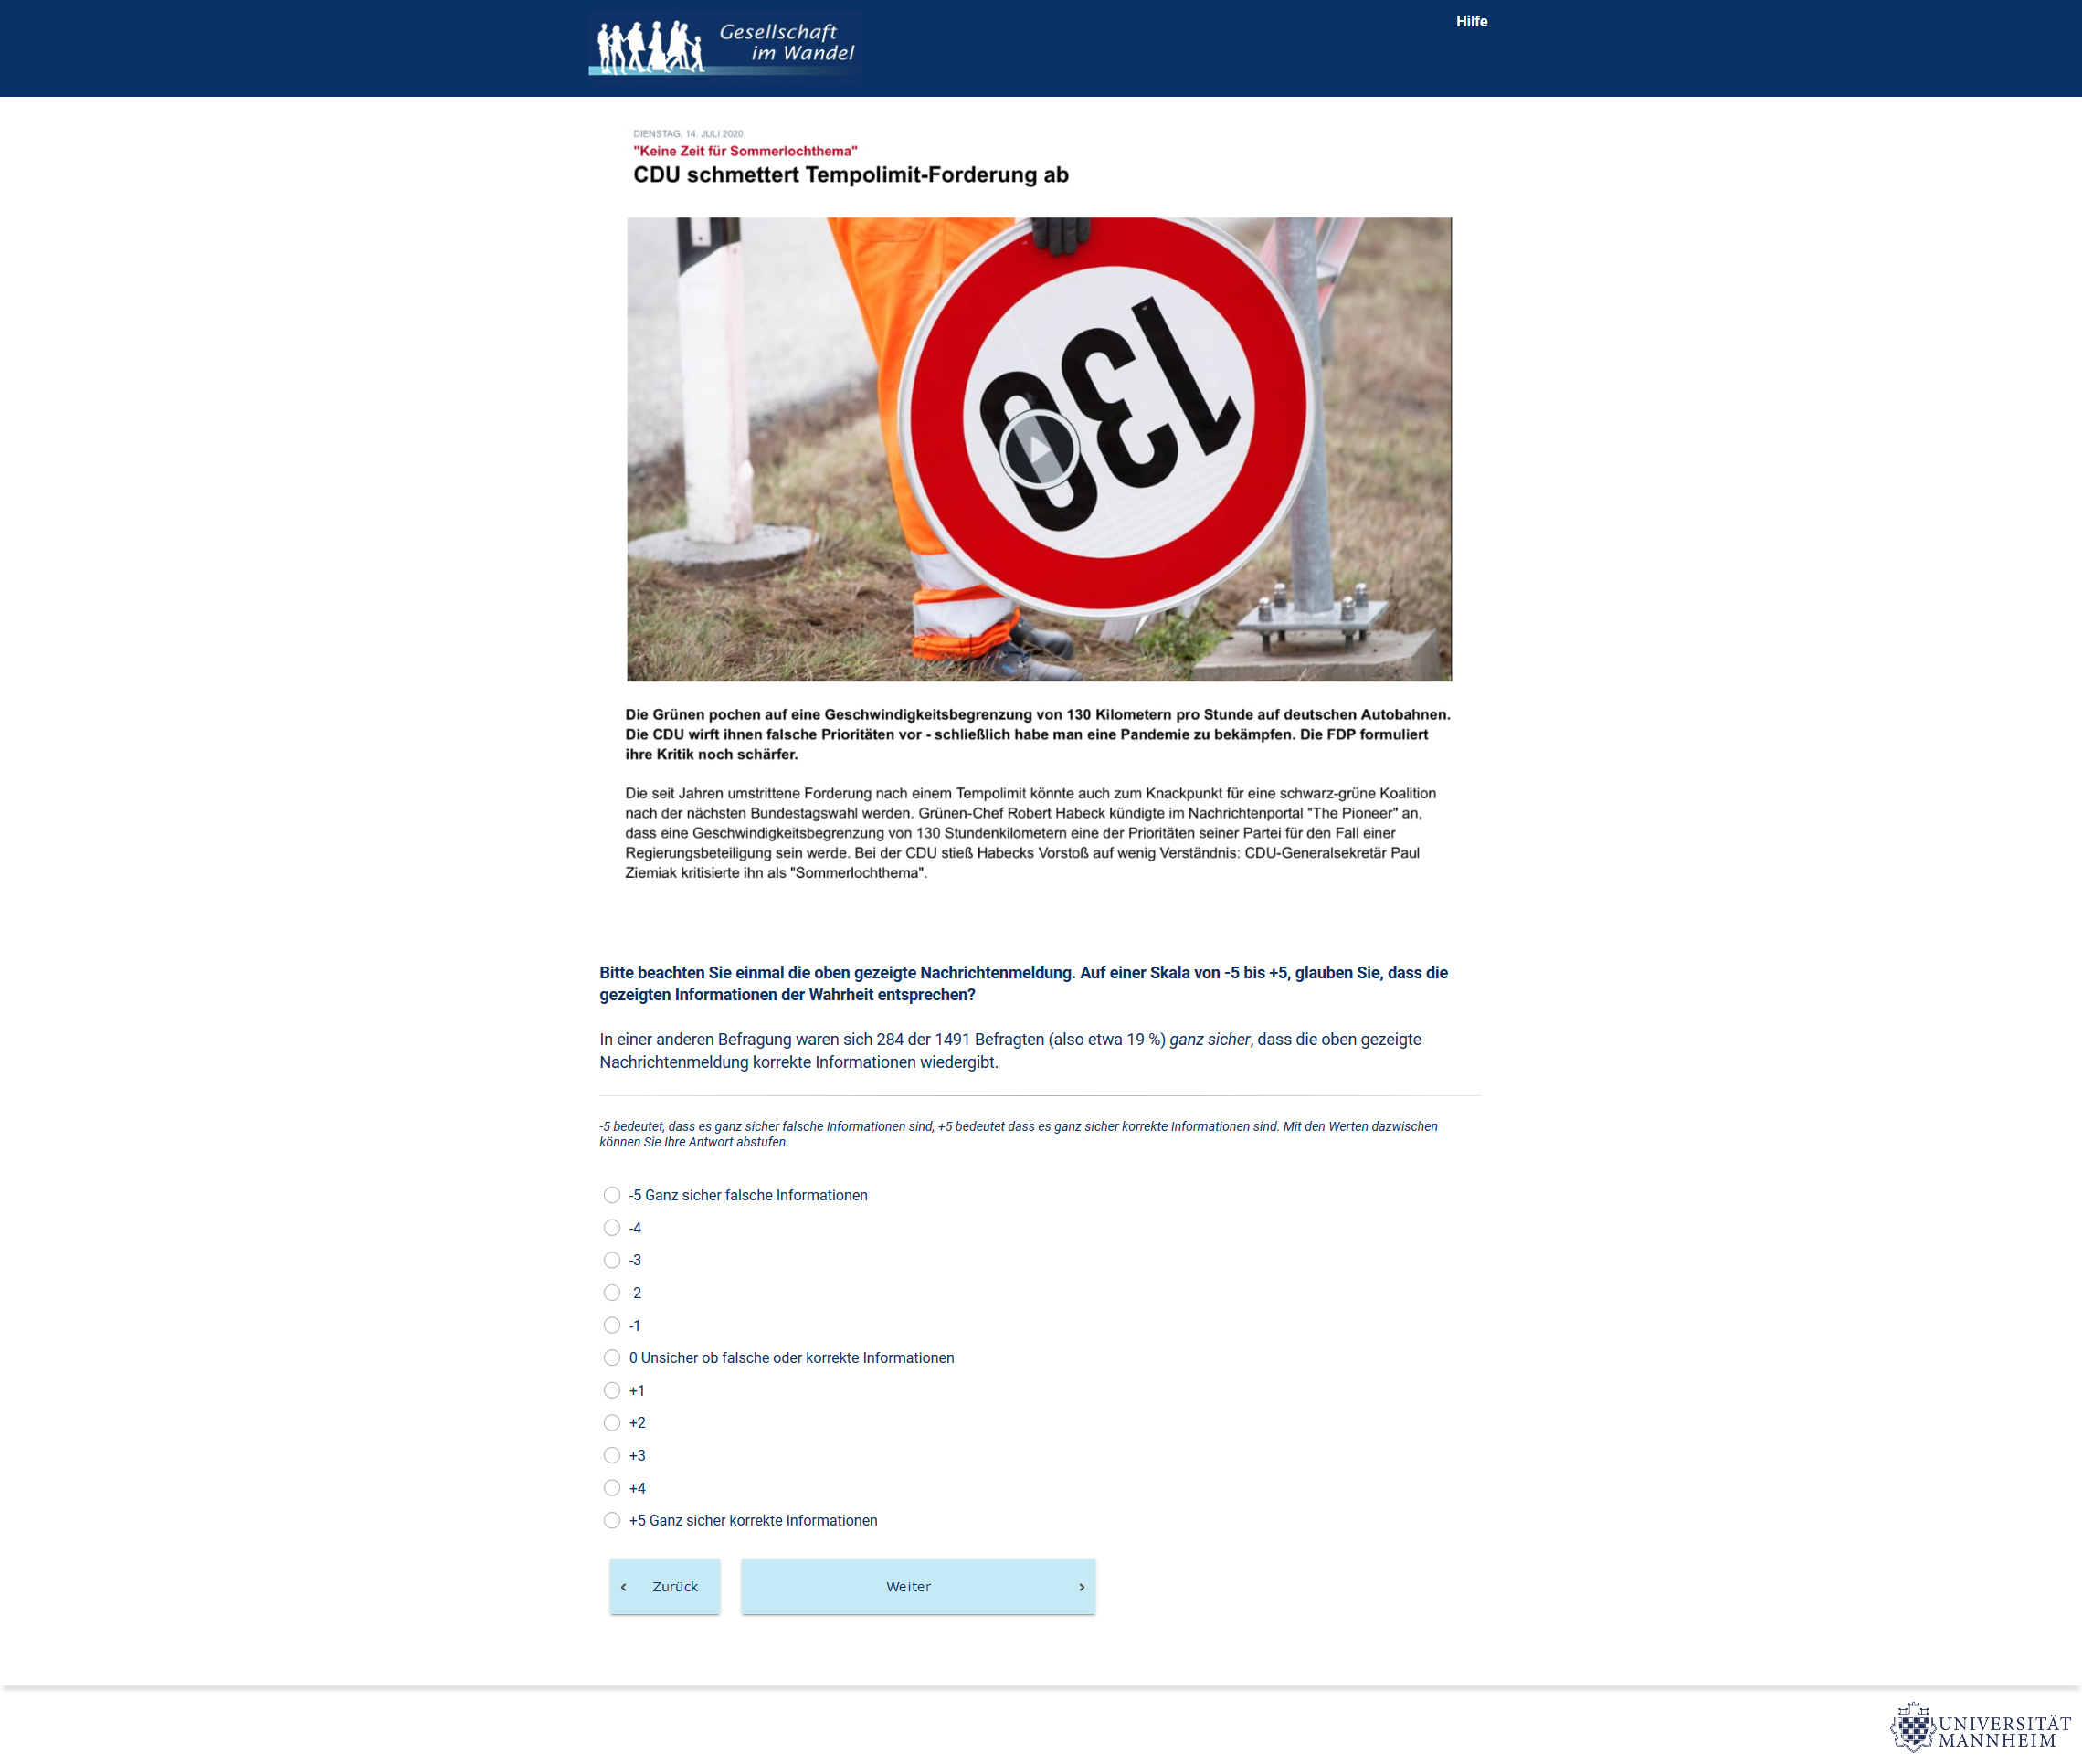 Gesellschaft
im Wandel
Hilfe
DIENSTAG, 14. JULI 2020
"Keine Zeit für Sommerlochthema"
CDU schmettert Tempolimit-Forderung ab
130
Die Grünen pochen auf eine Geschwindigkeitsbegrenzung von 130 Kilometern pro Stunde auf deutschen Autobahnen.
Die CDU wirft ihnen falsche Prioritäten vor - schließlich habe man eine Pandemie zu bekämpfen. Die FDP formuliert
ihre Kritik noch schärfer.
Die seit Jahren umstrittene Forderung nach einem Tempolimit könnte auch zum Knackpunkt für eine schwarz-grüne Koalition
nach der nächsten Bundestagswahl werden. Grünen-Chef Robert Habeck kündigte im Nachrichtenportal "The Pioneer" an,
dass eine Geschwindigkeitsbegrenzung von 130 Stundenkilometern eine der Prioritäten seiner Partei für den Fall einer
Regierungsbeteiligung sein werde. Bei der CDU stieß Habecks Vorstoß auf wenig Verständnis: CDU-Generalsekretär Paul
Ziemiak kritisierte ihn als "Sommerlochthema".
Bitte beachten Sie einmal die oben gezeigte Nachrichtenmeldung. Auf einer Skala von -5 bis +5, glauben Sie, dass die
gezeigten Informationen der Wahrheit entsprechen?
In einer anderen Befragung waren sich 284 der 1491 Befragten (also etwa 19 %) ganz sicher, dass die oben gezeigte
Nachrichtenmeldung korrekte Informationen wiedergibt.
-5 bedeutet, dass es ganz sicher falsche Informationen sind, +5 bedeutet dass es ganz sicher korrekte Informationen sind. Mit den Werten dazwischen
können Sie Ihre Antwort abstufen.
-5 Ganz sicher falsche Informationen
-4
-3
-2
-1
0 Unsicher ob falsche oder korrekte Informationen
+1
+2
+3
+4
+5 Ganz sicher korrekte Informationen
Zurück
Weiter
UNIVERSITÄT
MANNHEIM